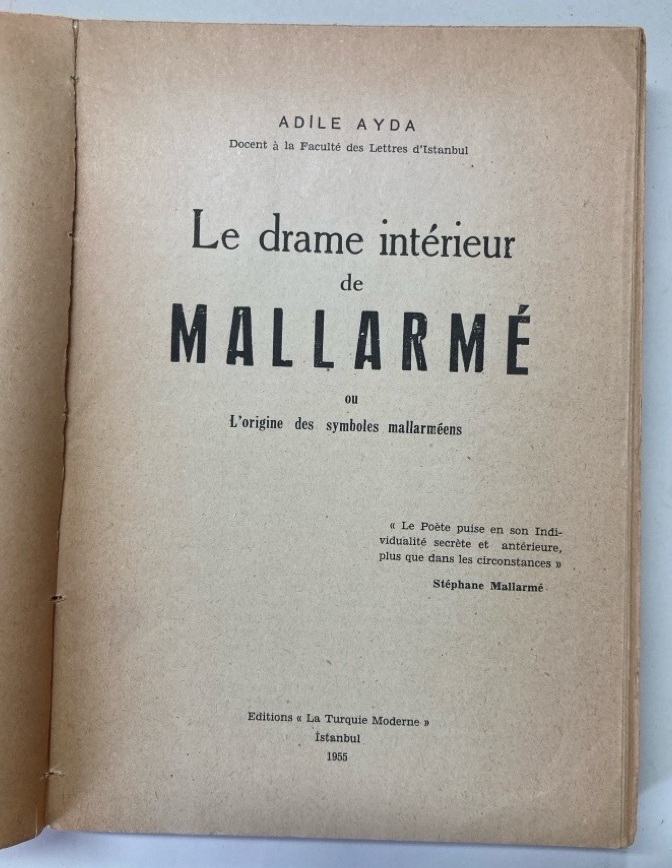 ADİLE AYDA
Docent à la Faculté des Lettres d'Istanbul
Le drame intérieur
de
MALLARMÉ
ou
L'origine des symboles mallarméens
« Le Poète puise en son Indi-
vidualité secrète et antérieure,
plus que dans les circonstances »
Stéphane Mallarmé
Editions « La Turquie Moderne »
İstanbul
1955